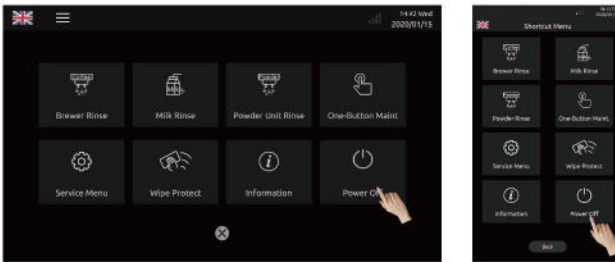 14:42 Wed
2020/01/15
Brewer Rinse
Milk Rinse
Powder Unit Rinse
One-Button Maint
Service Menu
Wipe Protect
Information
Power Off
Shortcut Menu
Brewer Rinse
Milk Rinse
Powder Rinse
One-Button Maint.
Service Menu
Wipe Protect
Information
Power Off
Back